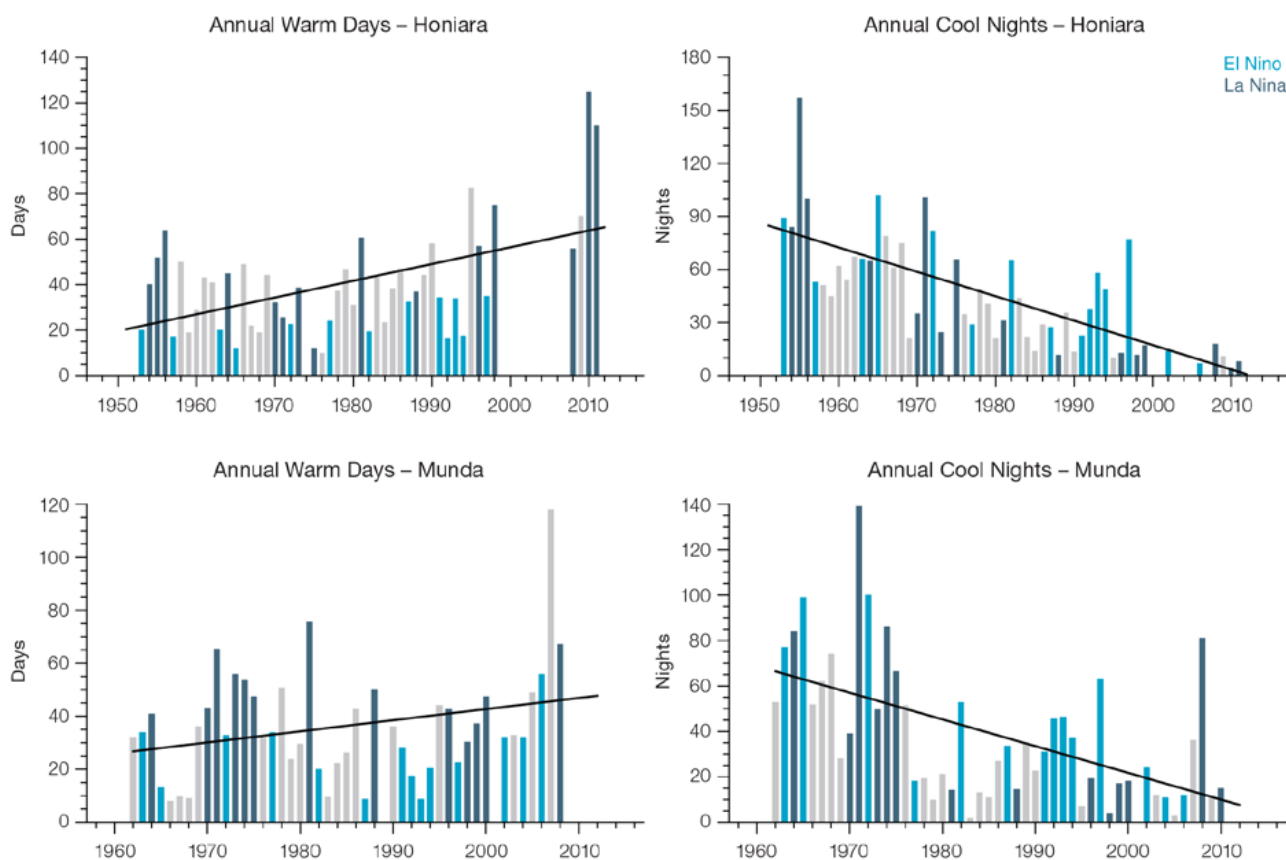 Annual Warm Days – Honiara
140
120
100
80
60
40
20
0
Days
1950 1960 1970 1980 1990 2000 2010
Annual Cool Nights – Honiara
El Nino
La Nina
180
150
120
90
60
30
0
Nights
1950 1960 1970 1980 1990 2000 2010
Annual Warm Days – Munda
120
100
80
60
40
20
0
Days
1960 1970 1980 1990 2000 2010
Annual Cool Nights – Munda
140
120
100
80
60
40
20
0
Nights
1960 1970 1980 1990 2000 2010